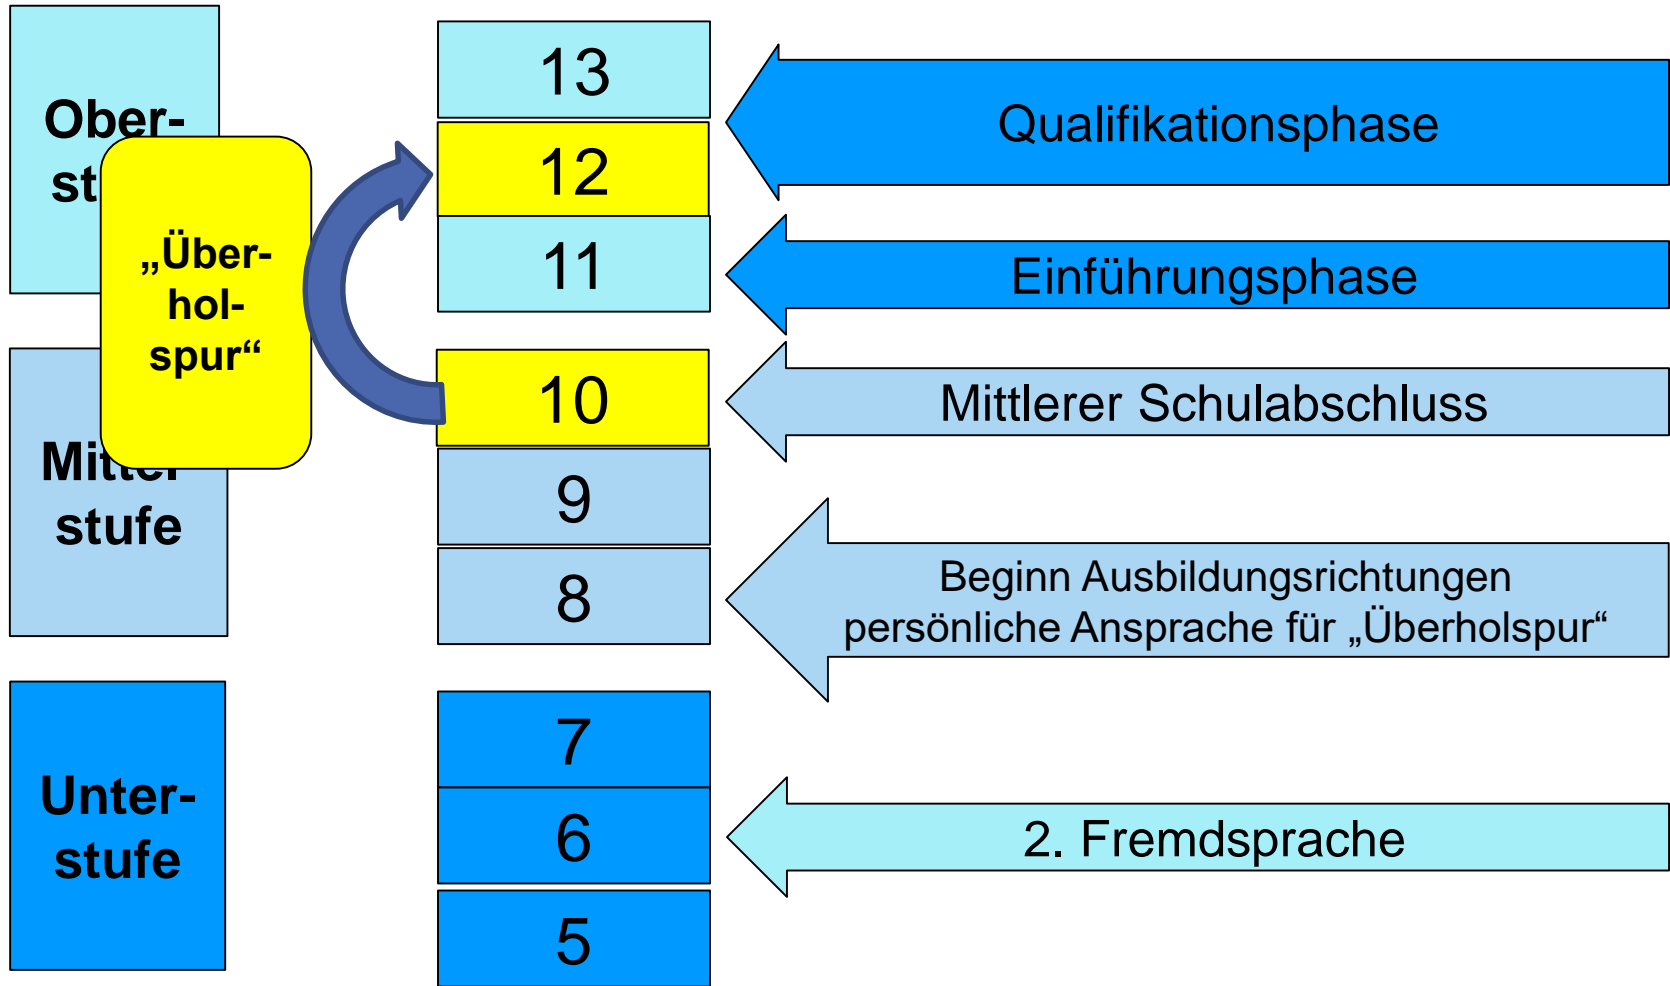 Ober-
st
„Über-
hol-
spur“
Mittel
stufe
Unter-
stufe
13
12
11
10
9
8
7
6
5
Qualifikationsphase
Einführungsphase
Mittlerer Schulabschluss
Beginn Ausbildungsrichtungen
persönliche Ansprache für „Überholspur“
2. Fremdsprache